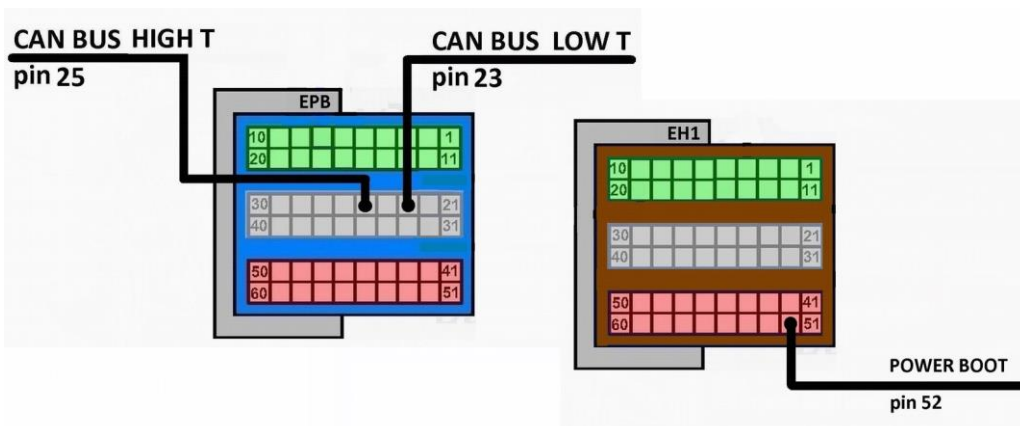 CAN BUS HIGH T
pin 25
CAN BUS LOW T
pin 23
EPB
10 1
20 11
30 21
40 31
50 41
60 51
EH1
10 1
20 11
30 21
40 31
50 41
60 51
POWER BOOT
pin 52